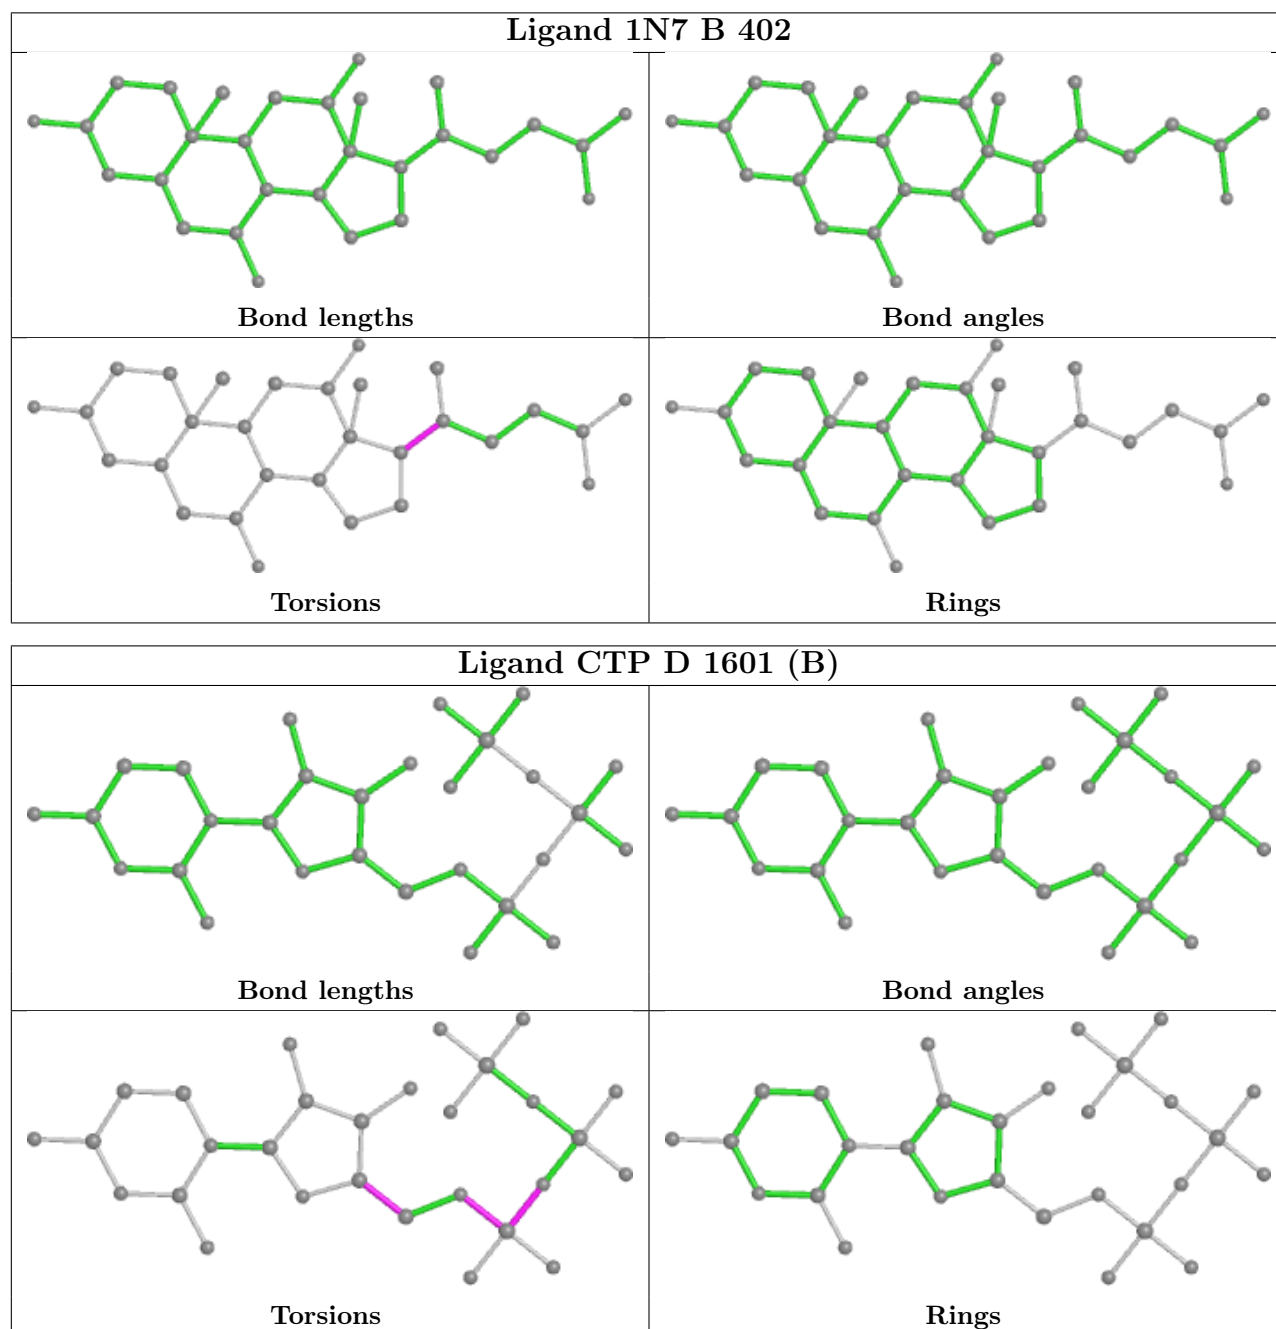 Ligand 1N7 B 402
Bond lengths
Bond angles
Torsions
Rings
Ligand CTP D 1601 (B)
Bond lengths
Bond angles
Torsions
Rings